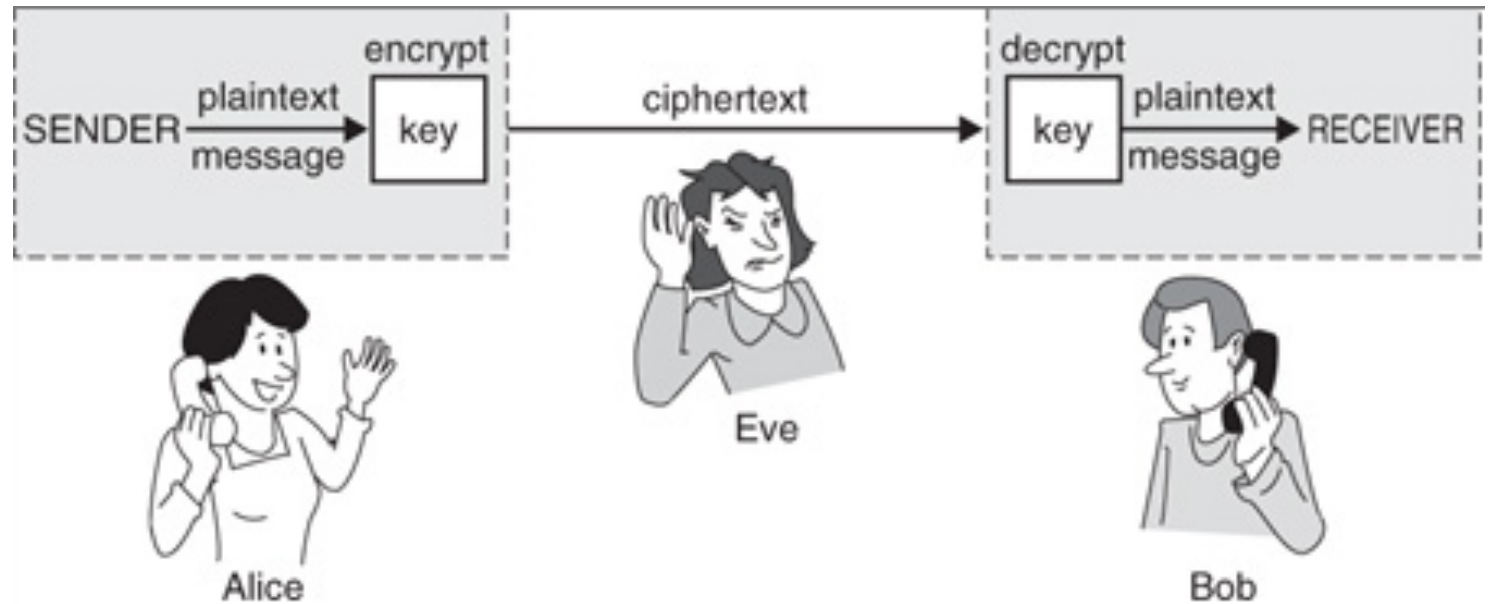 encrypt
decrypt
plaintext
ciphertext
plaintext
SENDER
key
key
RECEIVER
message
message
Eve
Alice
Bob